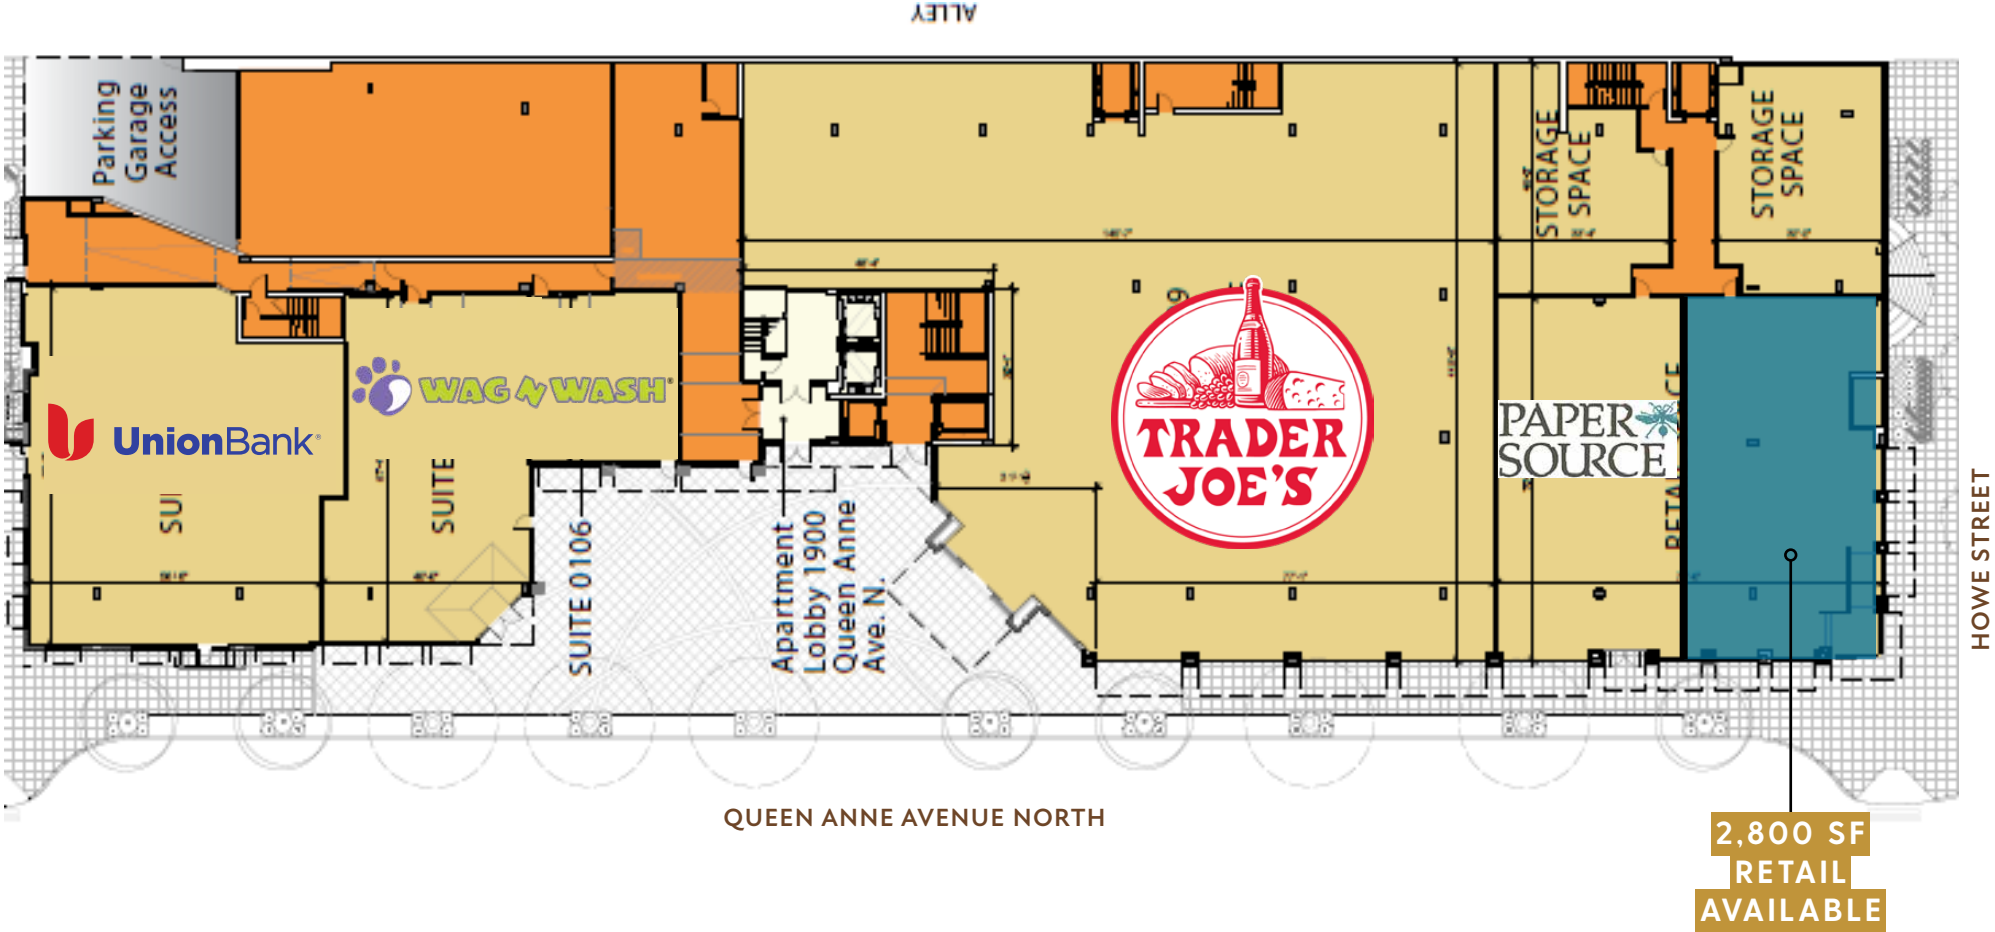 ALLEY
Parking
Garage
Access
STORAGE
SPACE
STORAGE
SPACE
WAG N WASH®
UnionBank®
TRADER
JOE'S
PAPER
SOURCE
SUITE
SUITE 0106
Apartment
Lobby 1900
Queen Anne
Ave. N.
HOWE STREET
QUEEN ANNE AVENUE NORTH
2,800 SF
RETAIL
AVAILABLE